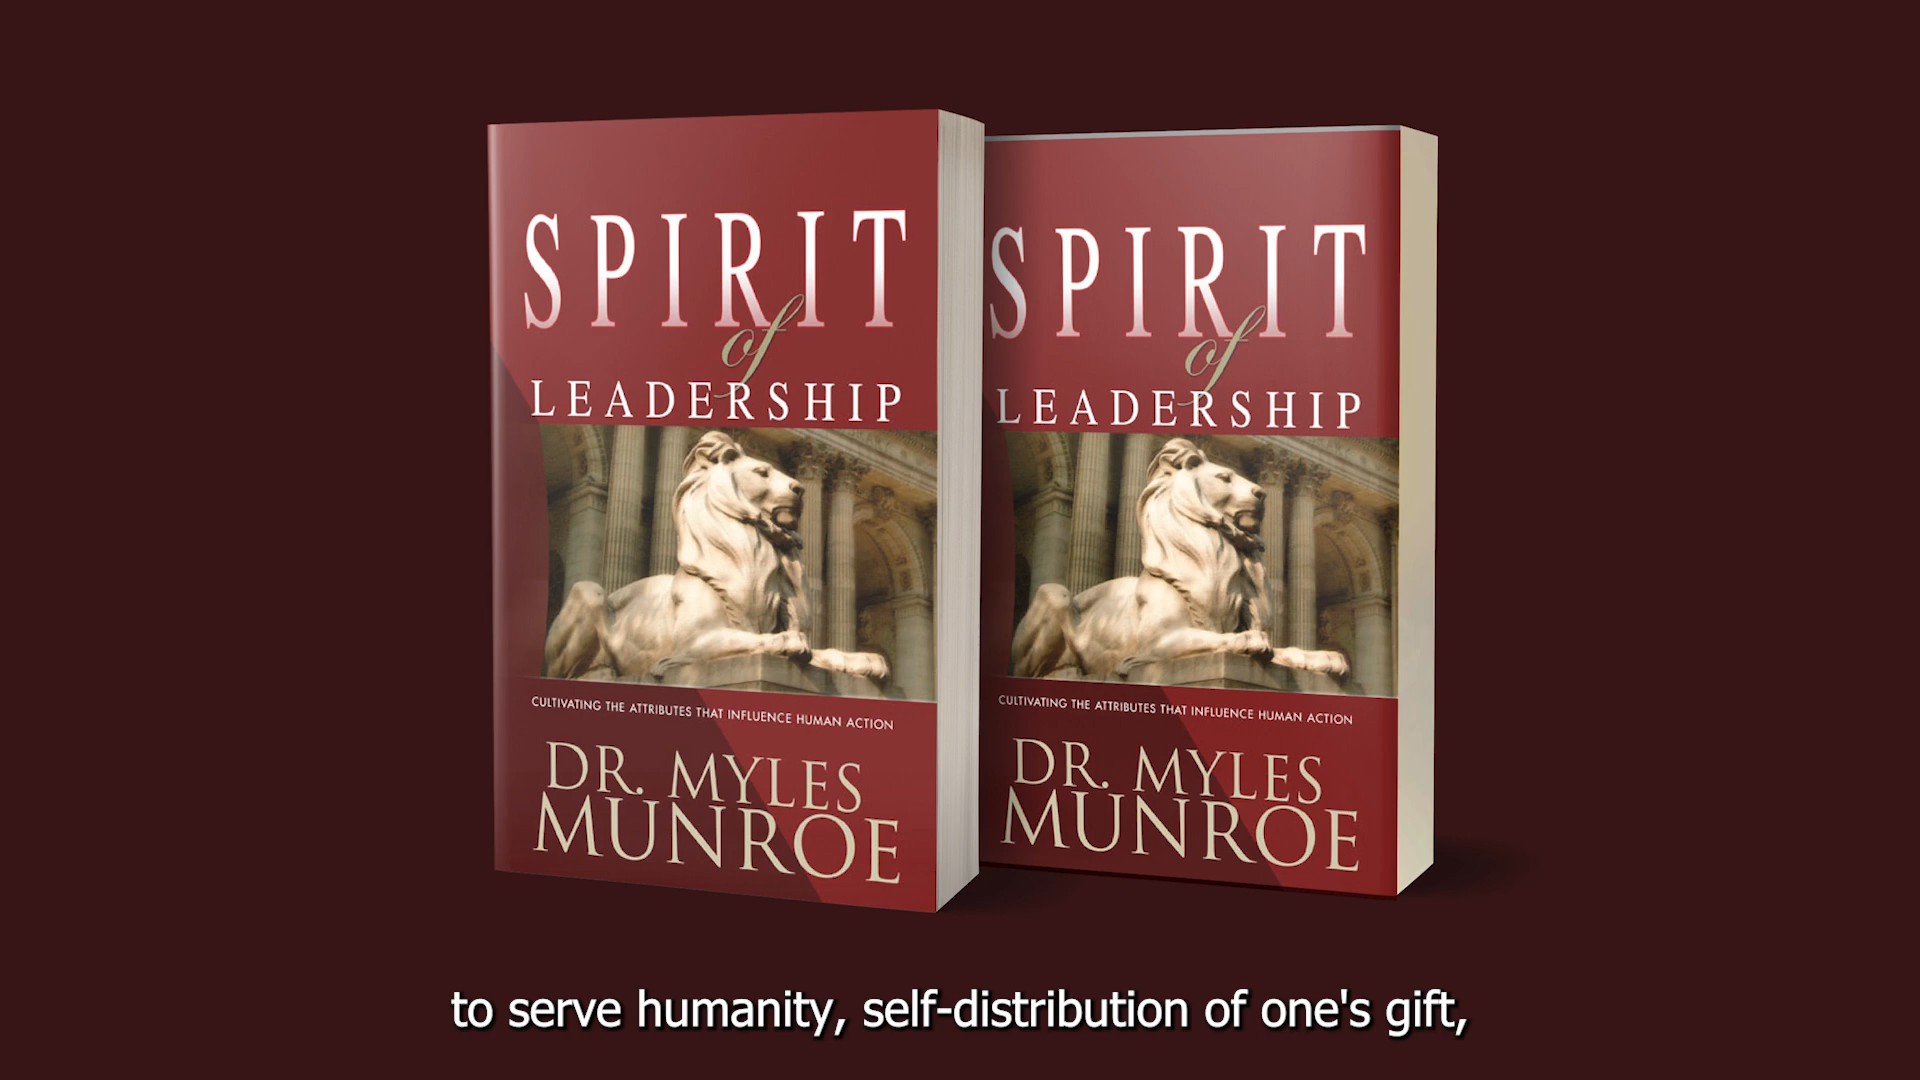 SPIRIT
of
LEADERSHIP
CULTIVATING THE ATTRIBUTES THAT INFLUENCE HUMAN ACTION
DR. MYLES
MUNROE
SPIRIT
of
LEADERSHIP
CULTIVATING THE ATTRIBUTES THAT INFLUENCE HUMAN ACTION
DR. MYLES
MUNROE
to serve humanity, self-distribution of one's gift,